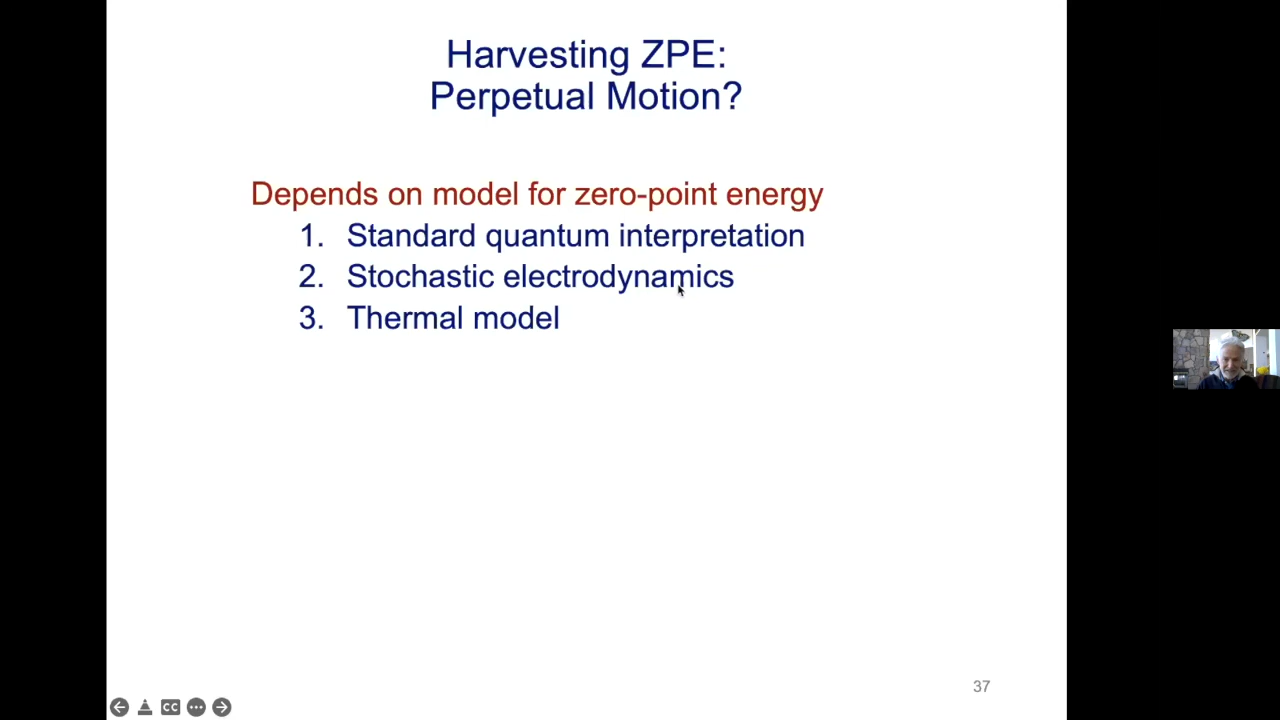 Harvesting ZPE:
Perpetual Motion?
Depends on model for zero-point energy
1. Standard quantum interpretation
2. Stochastic electrodynamics
3. Thermal model
37
CC